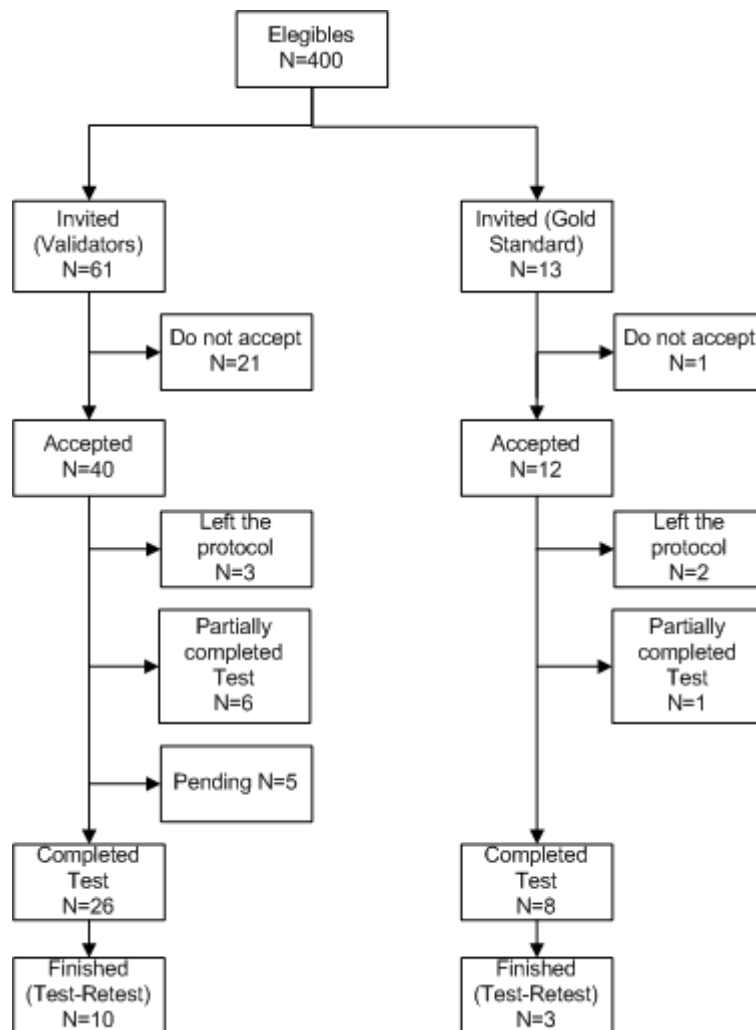 Elegibles
N=400
Invited
(Validators)
N=61
Invited (Gold
Standard)
N=13
Do not accept
N=21
Do not accept
N=1
Accepted
N=40
Accepted
N=12
Left the
protocol
N=3
Left the
protocol
N=2
Partially
completed
Test
N=6
Partially
completed
Test
N=1
Pending N=5
Completed
Test
N=26
Completed
Test
N=8
Finished
(Test-Retest)
N=10
Finished
(Test-Retest)
N=3